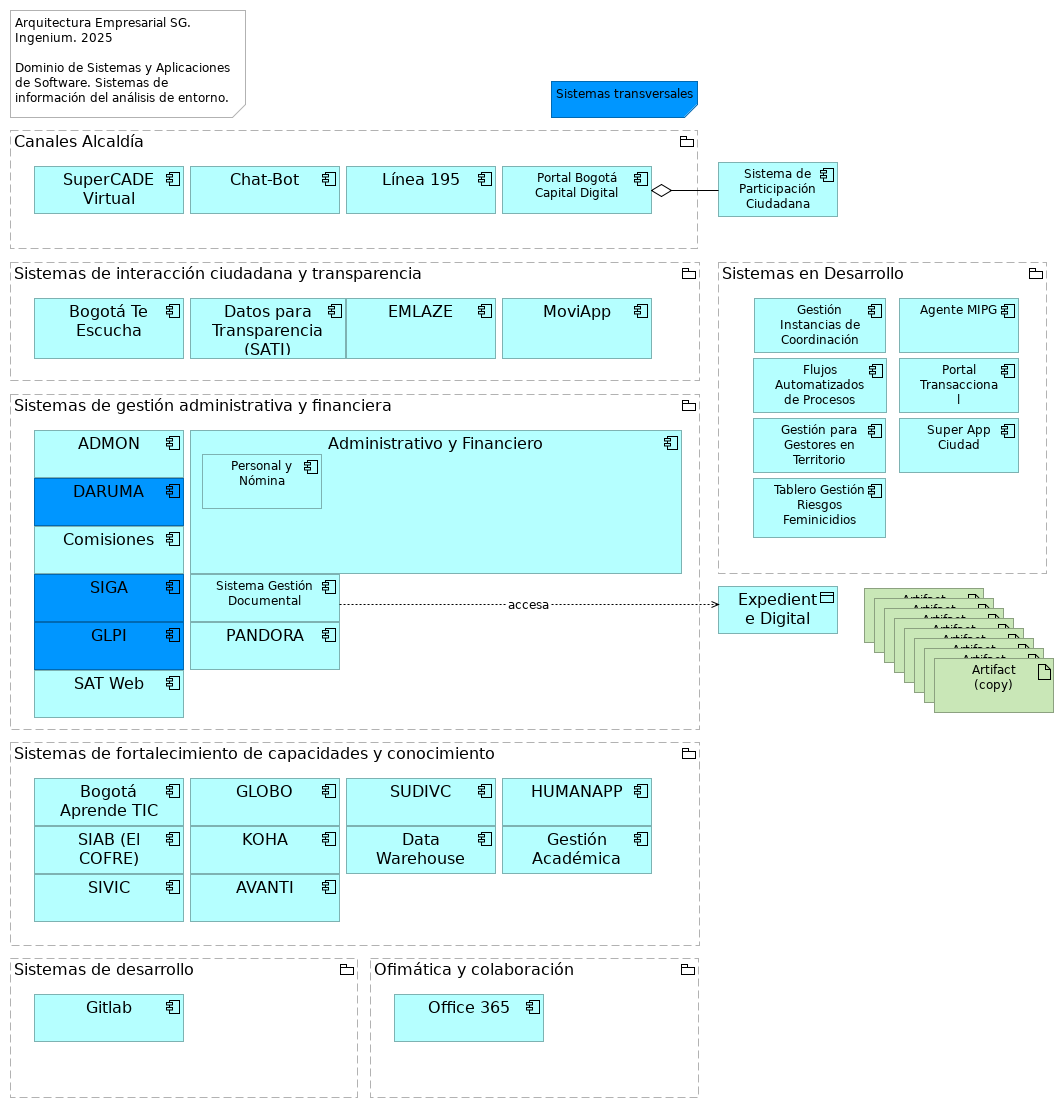 Arquitectura Empresarial SG.
Ingenium. 2025
Dominio de Sistemas y Aplicaciones
de Software. Sistemas de
información del análisis de entorno.
Sistemas transversales
Canales Alcaldía
SuperCADE
Virtual
Chat-Bot
Línea 195
Portal Bogotá
Capital Digital
Sistema de
Participación
Ciudadana
Sistemas de interacción ciudadana y transparencia
Bogotá Te
Escucha
Datos para
Transparencia
(SATI)
EMLAZE
MoviApp
Sistemas en Desarrollo
Gestión
Instancias de
Coordinación
Agente MIPG
Flujos
Automatizados
de Procesos
Portal
Transacciona
l
Gestión para
Gestores en
Territorio
Super App
Ciudad
Tablero Gestión
Riesgos
Feminicidios
Sistemas de gestión administrativa y financiera
ADMON
DARUMA
Comisiones
SIGA
GLPI
SAT Web
Administrativo y Financiero
Personal y
Nómina
Sistema Gestión
Documental
PANDORA
accesa
Expedient
e Digital
Artifact
Artifact
Artifact
Artifact
Artifact
Artifact
Artifact
Artifact
(copy)
Sistemas de fortalecimiento de capacidades y conocimiento
Bogotá
Aprende TIC
GLOBO
SUDIVC
HUMANAPP
SIAB (El
COFRE)
KOHA
Data
Warehouse
Gestión
Académica
SIVIC
AVANTI
Sistemas de desarrollo
Gitlab
Ofimática y colaboración
Office 365